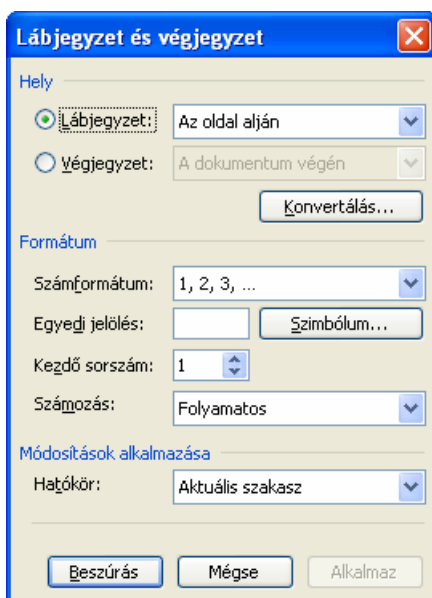 Lábjegyzet és végjegyzet
Hely
Lábjegyzet: Az oldal alján
Végjegyzet: A dokumentum végén
Konvertálás...
Formátum
Számformátum: 1, 2, 3, ...
Egyedi jelölés: Szimbólum...
Kezdő sorszám: 1
Számozás: Folyamatos
Módosítások alkalmazása
Hatókör: Aktuális szakasz
Beszúrás Mégse Alkalmaz